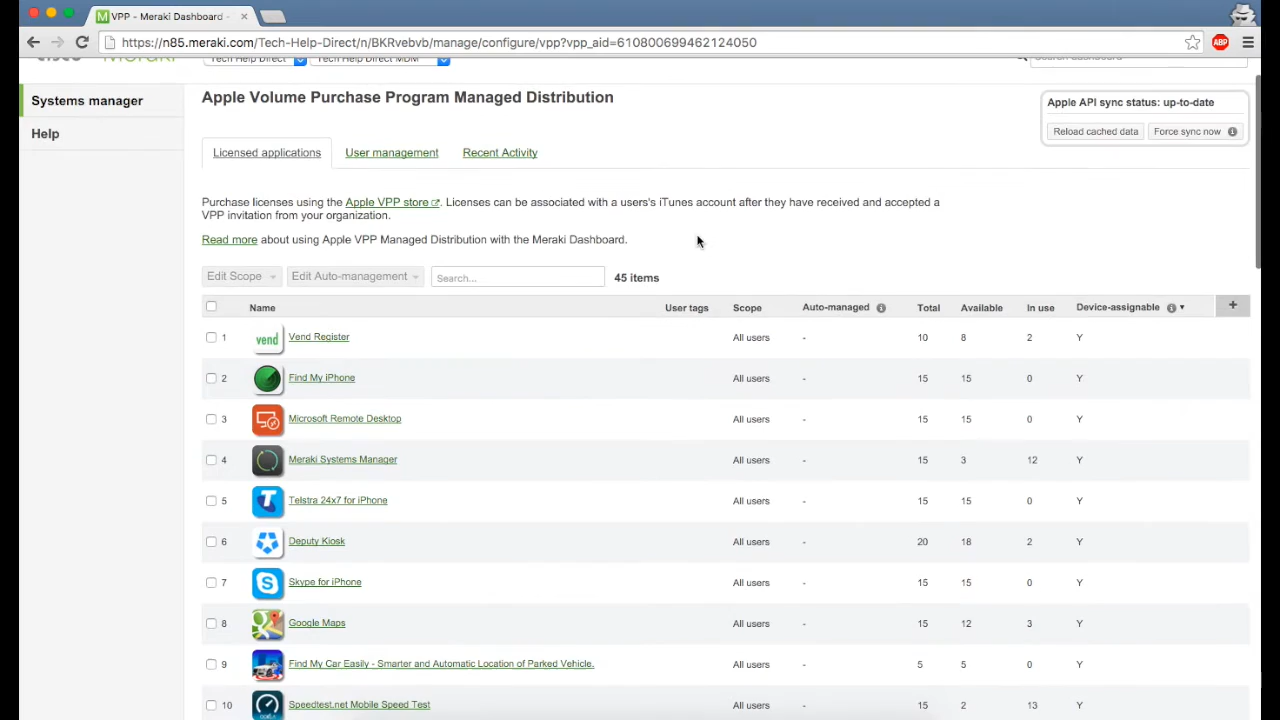 VPP - Meraki Dashboard -
https://n85.meraki.com/Tech-Help-Direct/n/BKRvebvb/manage/configure/vpp?vpp_aid=610800699462124050
ABP
Tech Help Direct
Tech Help Direct MDM
Systems manager
Help
Apple Volume Purchase Program Managed Distribution
Apple API sync status: up-to-date
Reload cached data
Force sync now
Licensed applications
User management
Recent Activity
Purchase licenses using the Apple VPP store. Licenses can be associated with a users's iTunes account after they have received and accepted a
VPP invitation from your organization.
Read more about using Apple VPP Managed Distribution with the Meraki Dashboard.
Edit Scope
Edit Auto-management
Search...
45 items
Name User tags Scope Auto-managed Total Available In use Device-assignable +
1 vend Vend Register All users - 10 8 2 Y
2 Find My iPhone All users - 15 15 0 Y
3 Microsoft Remote Desktop All users - 15 15 0 Y
4 Meraki Systems Manager All users - 15 3 12 Y
5 T Telstra 24x7 for iPhone All users - 15 15 0 Y
6 Deputy Kiosk All users - 20 18 2 Y
7 S Skype for iPhone All users - 15 15 0 Y
8 Google Maps All users - 15 12 3 Y
9 Find My Car Easily - Smarter and Automatic Location of Parked Vehicle. All users - 5 5 0 Y
10 Speedtest.net Mobile Speed Test All users - 15 2 13 Y